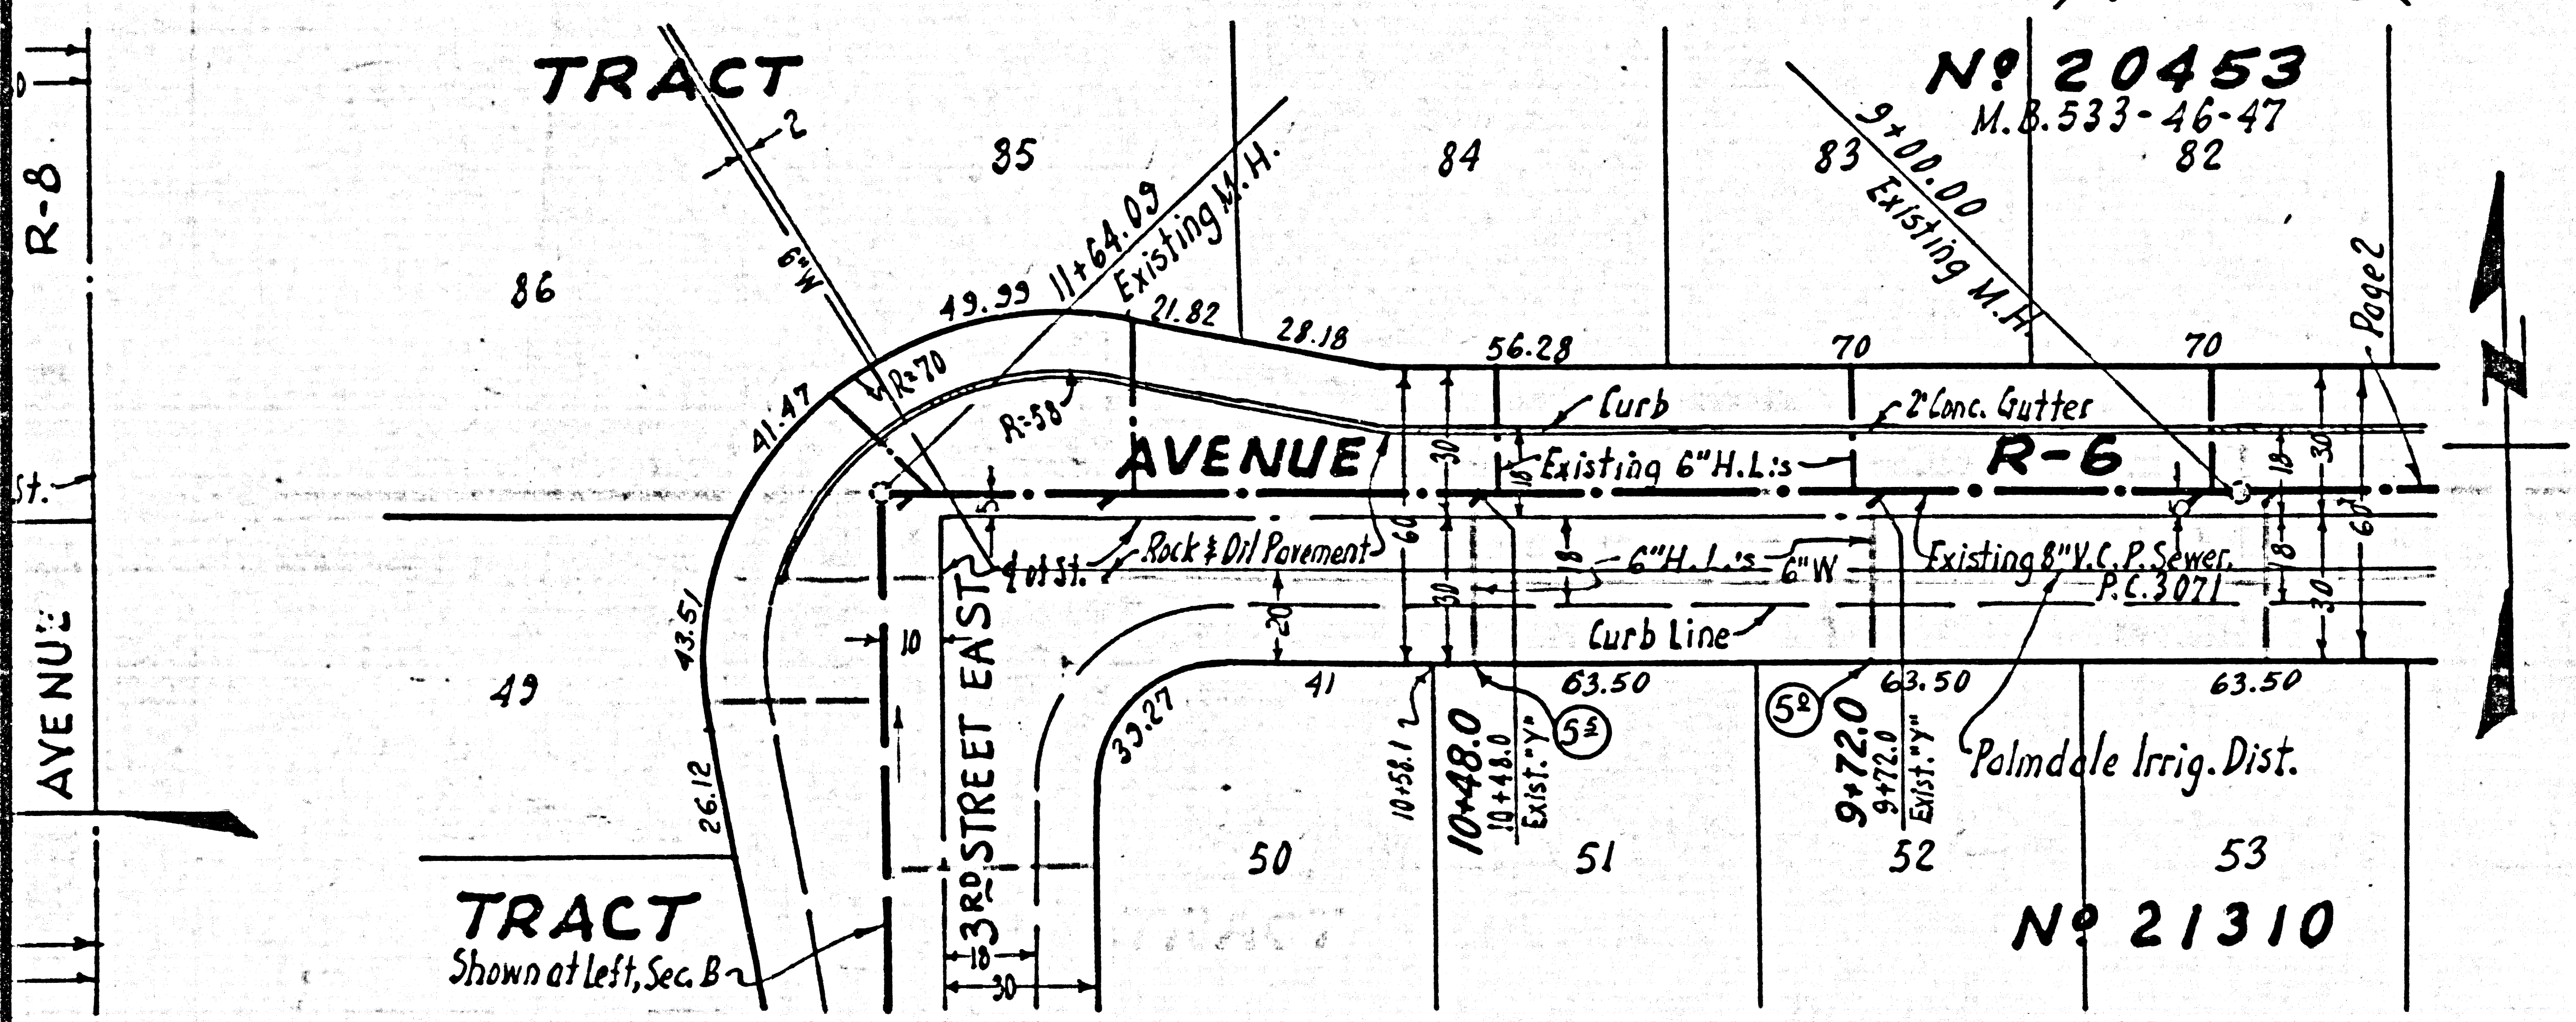 TRACT
Nº 20453
M.B. 533-46-47
R-8
2
85
84
83
82
86
6"W
11+64.09
Existing M.H.
9+00.00
Existing M.H.
Page 2
49.99
21.82
28.18
56.28
70
70
R=70
R=58
41.47
Curb
2' Conc. Gutter
AVENUE
R-6
Existing 6" H.L.'s
30
18
60
5
18
30
60
5
N
St.
Rock & Oil Pavement
℄ of St.
6" H.L.'s
6"W
Existing 8" V.C.P. Sewer,
P.C. 3071
18
30
20
18
30
Curb Line
43.51
10
49
26.12
39.27
41
63.50
63.50
63.50
AVENUE
3RD STREET EAST
10+58.1
10+48.0
10+48.0
Exist. "Y"
9+72.0
9+72.0
Exist. "Y"
Palmdale Irrig. Dist.
50
51
52
53
TRACT
Nº 21310
Shown at Left, Sec. B
18
30